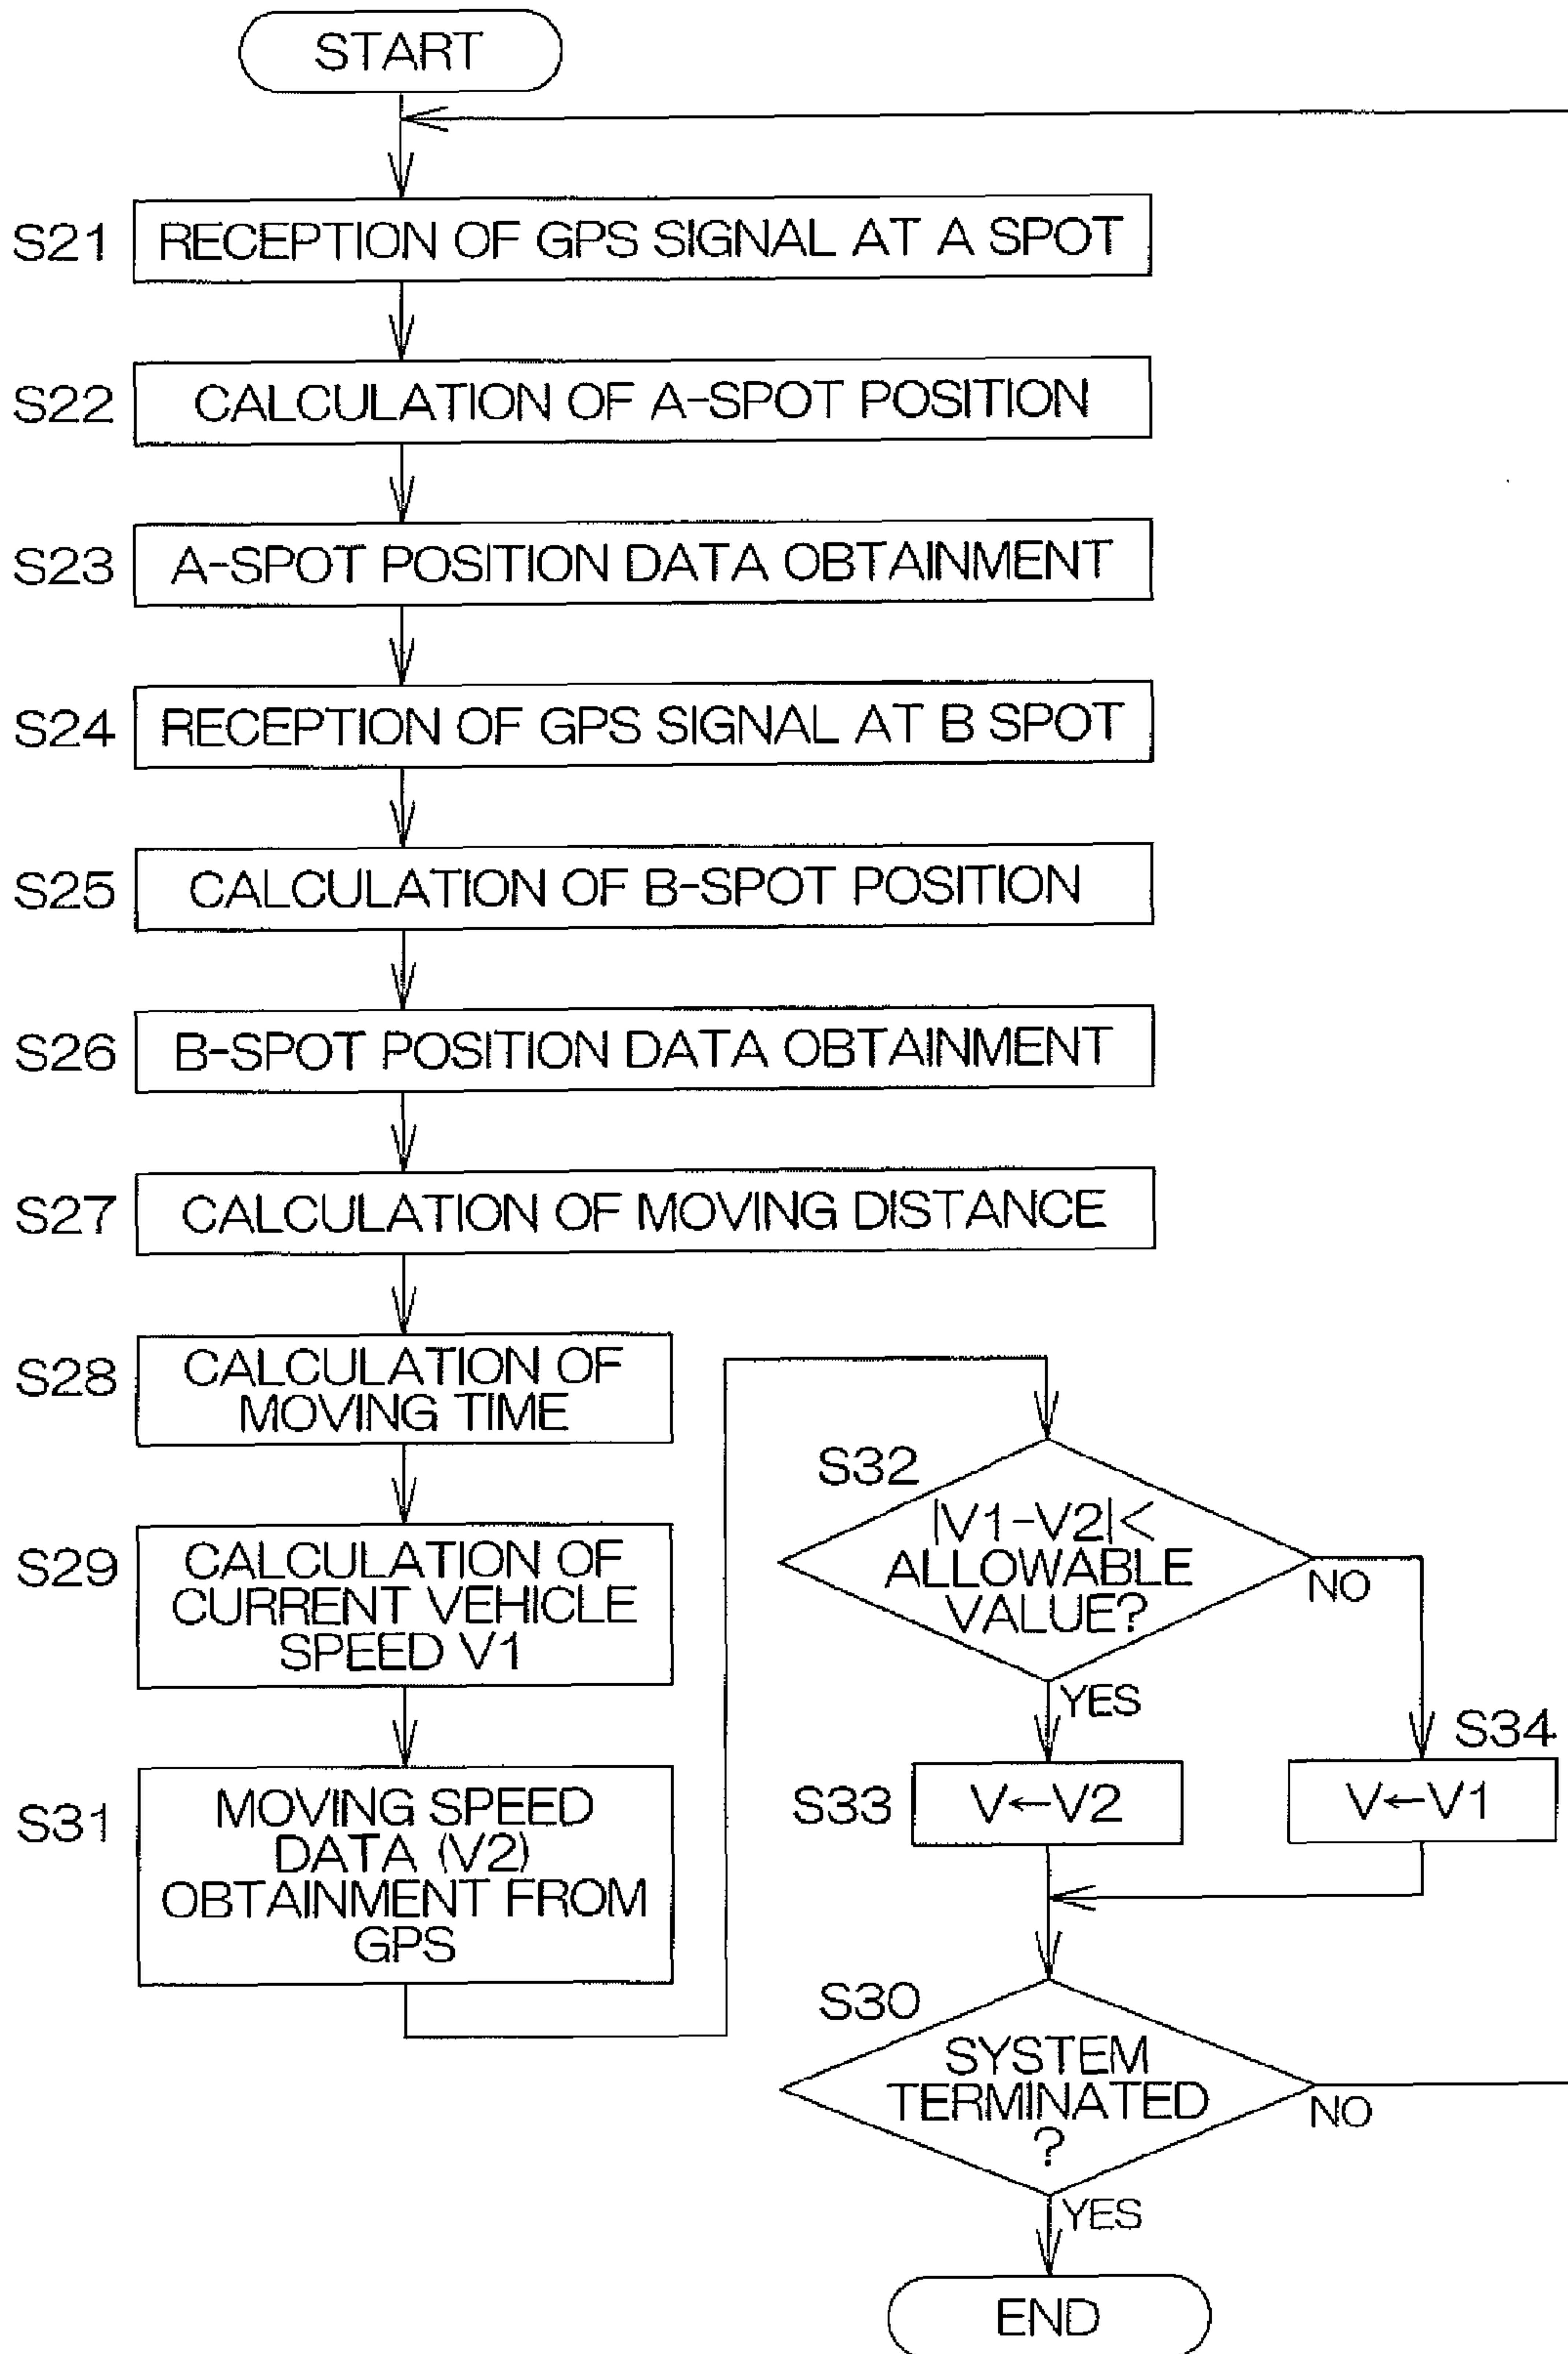 START
S21
RECEPTION OF GPS SIGNAL AT A SPOT
S22
CALCULATION OF A-SPOT POSITION
S23
A-SPOT POSITION DATA OBTAINMENT
S24
RECEPTION OF GPS SIGNAL AT B SPOT
S25
CALCULATION OF B-SPOT POSITION
S26
B-SPOT POSITION DATA OBTAINMENT
S27
CALCULATION OF MOVING DISTANCE
S28
CALCULATION OF
MOVING TIME
S29
CALCULATION OF
CURRENT VEHICLE
SPEED V1
S31
MOVING SPEED
DATA (V2)
OBTAINMENT FROM
GPS
S32
|V1-V2|<
ALLOWABLE
VALUE?
NO
YES
S33
V←V2
S34
V←V1
S30
SYSTEM
TERMINATED
?
NO
YES
END